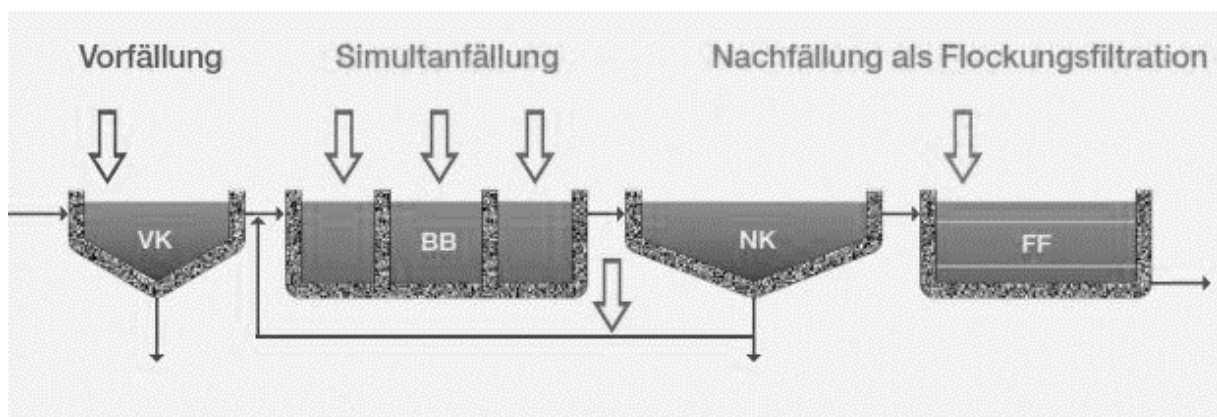 Vorfällung
Simultanfällung
Nachfällung als Flockungsfiltration
VK
BB
NK
FF